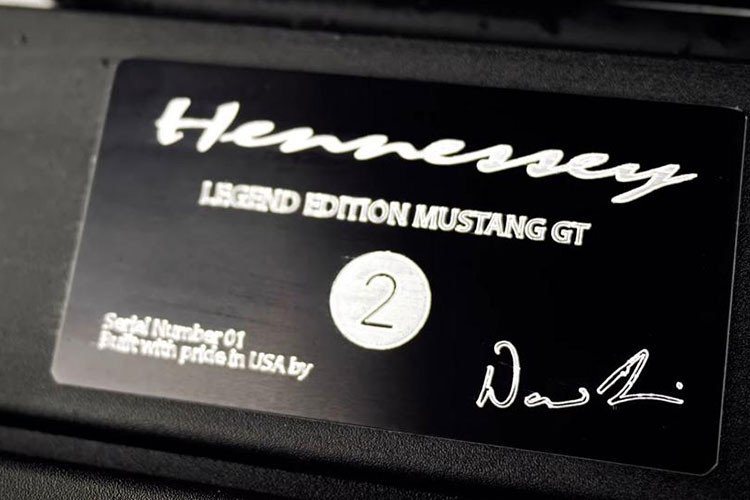 Hennessey
LEGEND EDITION MUSTANG GT
2
Serial Number 01
Built with pride in USA by